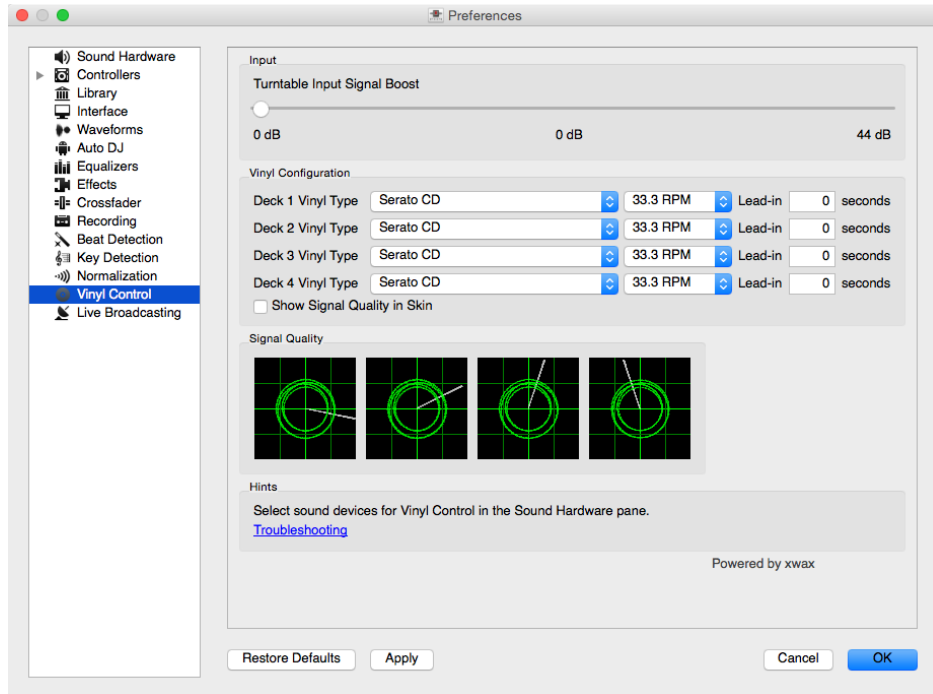 Preferences
Sound Hardware
Controllers
Library
Interface
Waveforms
Auto DJ
Equalizers
Effects
Crossfader
Recording
Beat Detection
Key Detection
Normalization
Vinyl Control
Live Broadcasting
Input
Turntable Input Signal Boost
0 dB 0 dB 44 dB
Vinyl Configuration
Deck 1 Vinyl Type Serato CD 33.3 RPM Lead-in 0 seconds
Deck 2 Vinyl Type Serato CD 33.3 RPM Lead-in 0 seconds
Deck 3 Vinyl Type Serato CD 33.3 RPM Lead-in 0 seconds
Deck 4 Vinyl Type Serato CD 33.3 RPM Lead-in 0 seconds
Show Signal Quality in Skin
Signal Quality
Hints
Select sound devices for Vinyl Control in the Sound Hardware pane.
Troubleshooting
Powered by xwax
Restore Defaults Apply Cancel OK